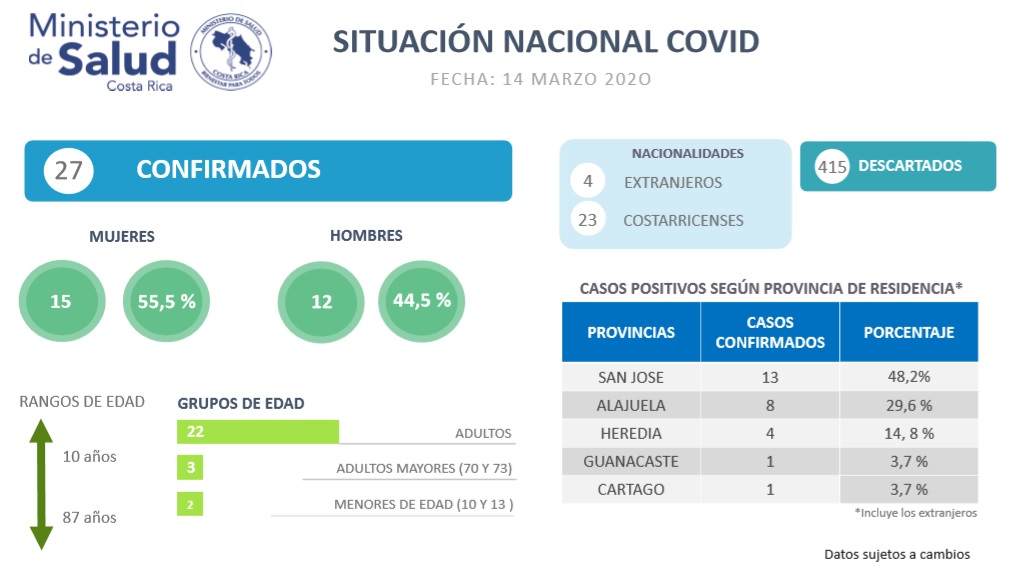 Ministerio
de Salud
Costa Rica
MINISTERIO DE SALUD
COSTA RICA
BIENESTAR PARA TODOS
SITUACIÓN NACIONAL COVID
FECHA: 14 MARZO 202O
27 CONFIRMADOS
MUJERES
15 55,5 %
HOMBRES
12 44,5 %
RANGOS DE EDAD
10 años
87 años
GRUPOS DE EDAD
22 ADULTOS
3 ADULTOS MAYORES (70 Y 73)
2 MENORES DE EDAD (10 Y 13 )
NACIONALIDADES
4 EXTRANJEROS
23 COSTARRICENSES
415 DESCARTADOS
CASOS POSITIVOS SEGÚN PROVINCIA DE RESIDENCIA*
PROVINCIAS CASOS CONFIRMADOS PORCENTAJE
SAN JOSE 13 48,2%
ALAJUELA 8 29,6 %
HEREDIA 4 14, 8 %
GUANACASTE 1 3,7 %
CARTAGO 1 3,7 %
*Incluye los extranjeros
Datos sujetos a cambios